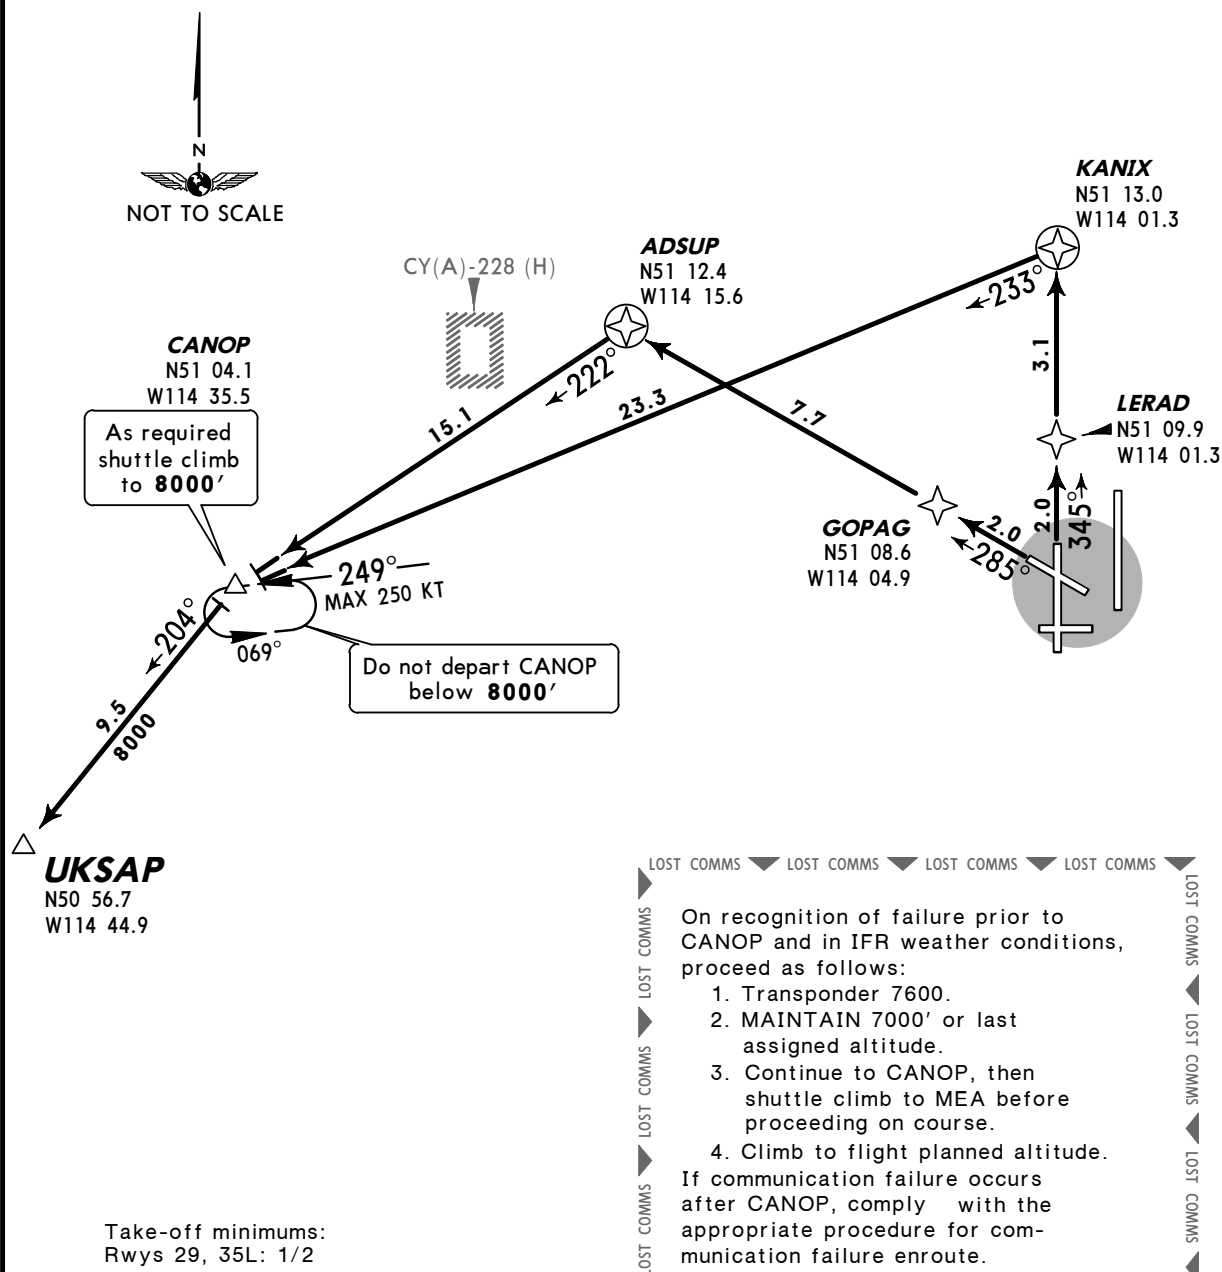 N
NOT TO SCALE
KANIX
N51 13.0
W114 01.3
ADSUP
N51 12.4
W114 15.6
CY(A)-228 (H)
233°
CANOP
N51 04.1
W114 35.5
222°
3.1
LERAD
N51 09.9
W114 01.3
15.1
23.3
7.7
As required
shuttle climb
to 8000'
GOPAG
N51 08.6
W114 04.9
2.0
285°
2.0
345°
249°
MAX 250 KT
204°
069°
Do not depart CANOP
below 8000'
9.5
8000
UKSAP
N50 56.7
W114 44.9
LOST COMMS LOST COMMS LOST COMMS LOST COMMS
LOST COMMS
LOST COMMS
LOST COMMS
LOST COMMS
LOST COMMS
LOST COMMS
On recognition of failure prior to
CANOP and in IFR weather conditions,
proceed as follows:
1. Transponder 7600.
2. MAINTAIN 7000' or last
assigned altitude.
3. Continue to CANOP, then
shuttle climb to MEA before
proceeding on course.
4. Climb to flight planned altitude.
If communication failure occurs
after CANOP, comply with the
appropriate procedure for com-
munication failure enroute.
Take-off minimums:
Rwys 29, 35L: 1/2